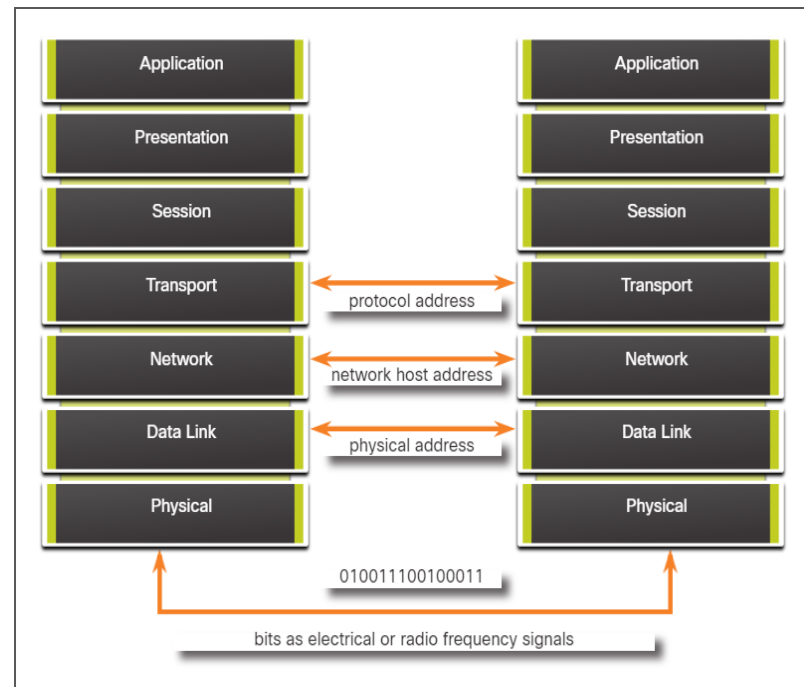 Application
Application
Presentation
Presentation
Session
Session
Transport
protocol address
Transport
Network
network host address
Network
Data Link
physical address
Data Link
Physical
Physical
010011100100011
bits as electrical or radio frequency signals